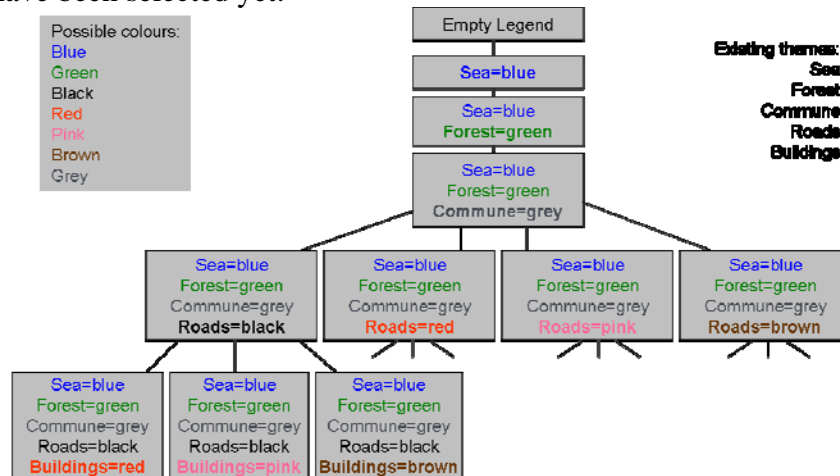 have been selected yet.
Possible colours:
Blue
Green
Black
Red
Pink
Brown
Grey
Empty Legend
Existing themes:
Sea
Forest
Commune
Roads
Buildings
Sea=blue
Sea=blue
Forest=green
Sea=blue
Forest=green
Commune=grey
Sea=blue
Forest=green
Commune=grey
Roads=black
Sea=blue
Forest=green
Commune=grey
Roads=red
Sea=blue
Forest=green
Commune=grey
Roads=pink
Sea=blue
Forest=green
Commune=grey
Roads=brown
Sea=blue
Forest=green
Commune=grey
Roads=black
Buildings=red
Sea=blue
Forest=green
Commune=grey
Roads=black
Buildings=pink
Sea=blue
Forest=green
Commune=grey
Roads=black
Buildings=brown